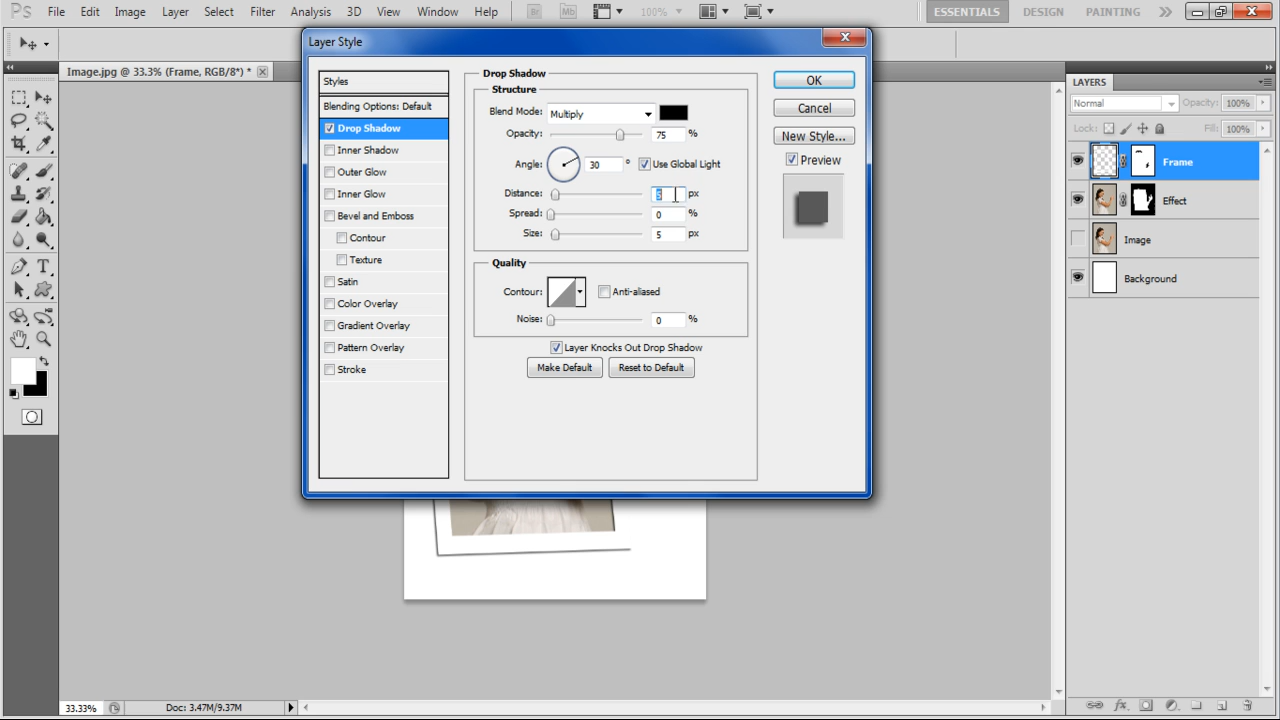 Ps File Edit Image Layer Select Filter Analysis 3D View Window Help Br Mb 100% ESSENTIALS DESIGN PAINTING
Image.jpg @ 33.3% (Frame, RGB/8*) *
Layer Style
Styles
Blending Options: Default
Drop Shadow
Inner Shadow
Outer Glow
Inner Glow
Bevel and Emboss
Contour
Texture
Satin
Color Overlay
Gradient Overlay
Pattern Overlay
Stroke
Drop Shadow
Structure
Blend Mode: Multiply
Opacity: 75 %
Angle: 30 ° Use Global Light
Distance: 5 px
Spread: 0 %
Size: 5 px
Quality
Contour: Anti-aliased
Noise: 0 %
Layer Knocks Out Drop Shadow
Make Default Reset to Default
OK
Cancel
New Style...
Preview
LAYERS
Normal Opacity: 100%
Lock: Fill: 100%
Frame
Effect
Image
Background
33.33% Doc: 3.47M/9.37M